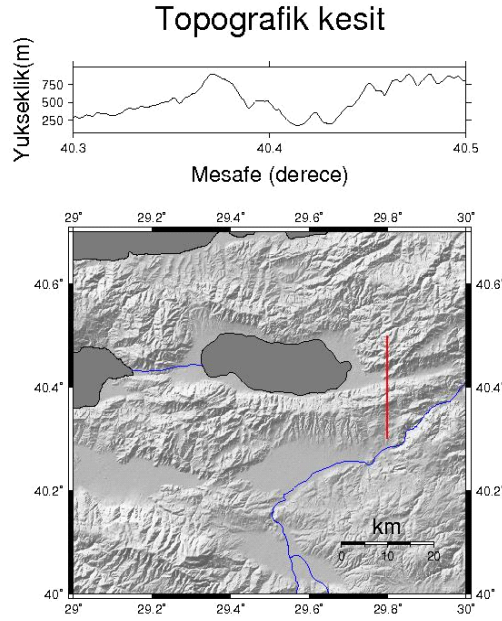 Topografik kesit
Yukseklik(m)
750
500
250
40.3 40.4 40.5
Mesafe (derece)
29˚ 29.2˚ 29.4˚ 29.6˚ 29.8˚ 30˚
40.6˚ 40.6˚
40.4˚ 40.4˚
40.2˚ 40.2˚
km
0 10 20
40˚ 40˚
29˚ 29.2˚ 29.4˚ 29.6˚ 29.8˚ 30˚